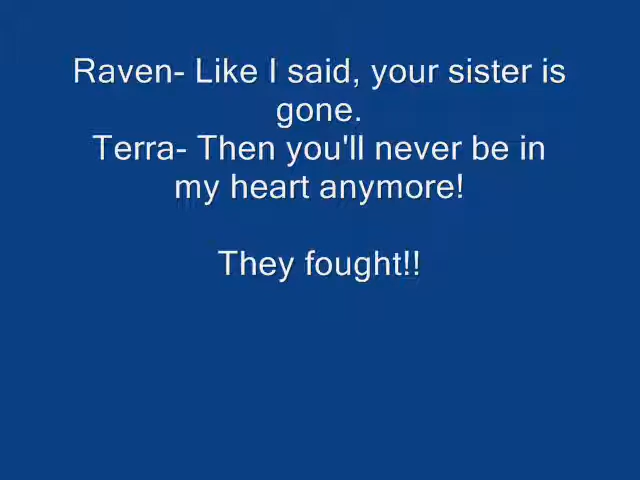 Raven- Like I said, your sister is
gone.
Terra- Then you'll never be in
my heart anymore!
They fought!!